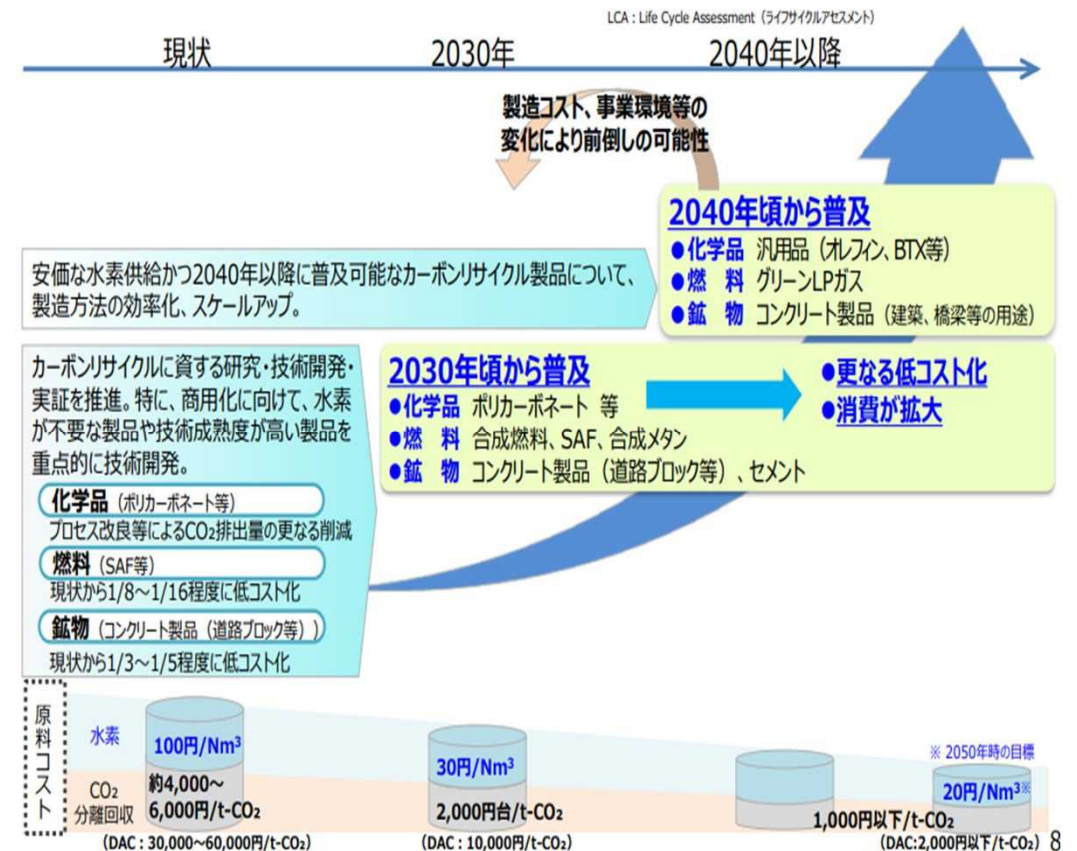 LCA : Life Cycle Assessment（ライフサイクルアセスメント）
現状
2030年
2040年以降
製造コスト、事業環境等の
変化により前倒しの可能性
2040年頃から普及
●化学品 汎用品（オレフィン、BTX等）
●燃　料 グリーンLPガス
●鉱　物 コンクリート製品（建築、橋梁等の用途）
安価な水素供給かつ2040年以降に普及可能なカーボンリサイクル製品について、
製造方法の効率化、スケールアップ。
カーボンリサイクルに資する研究・技術開発・
実証を推進。特に、商用化に向けて、水素
が不要な製品や技術成熟度が高い製品を
重点的に技術開発。
化学品（ポリカーボネート等）
プロセス改良等によるCO₂排出量の更なる削減
燃料（SAF等）
現状から1/8～1/16程度に低コスト化
鉱物（コンクリート製品（道路ブロック等））
現状から1/3～1/5程度に低コスト化
2030年頃から普及
●化学品 ポリカーボネート 等
●燃　料 合成燃料、SAF、合成メタン
●鉱　物 コンクリート製品（道路ブロック等）、セメント
●更なる低コスト化
●消費が拡大
原料コスト
水素
CO₂
分離回収
100円/Nm³
約4,000～
6,000円/t-CO₂
（DAC：30,000～60,000円/t-CO₂）
30円/Nm³
2,000円台/t-CO₂
（DAC：10,000円/t-CO₂）
※ 2050年時の目標
20円/Nm³※
1,000円以下/t-CO₂
（DAC:2,000円以下/t-CO₂）
8